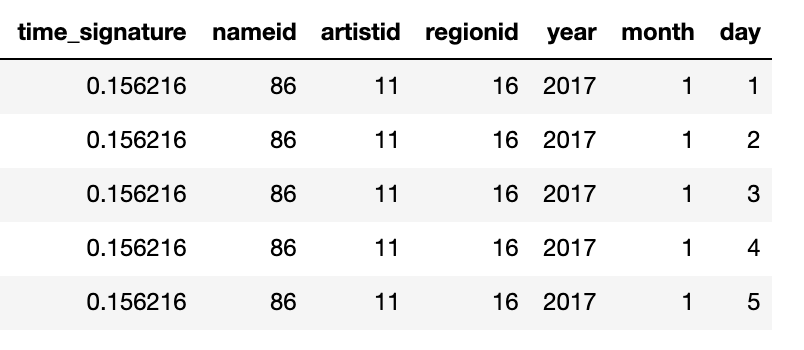 time_signature nameid artistid regionid year month day
0.156216 86 11 16 2017 1 1
0.156216 86 11 16 2017 1 2
0.156216 86 11 16 2017 1 3
0.156216 86 11 16 2017 1 4
0.156216 86 11 16 2017 1 5